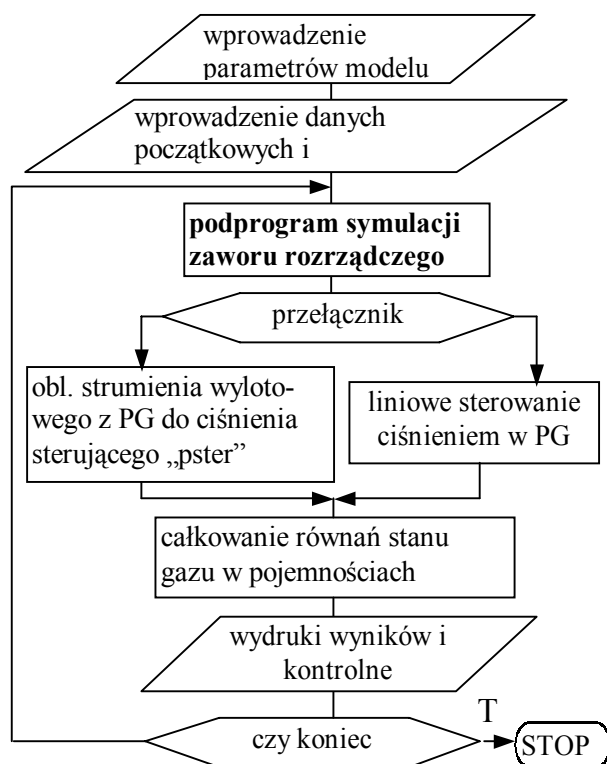 wprowadzenie
parametrów modelu
wprowadzenie danych
początkowych i
podprogram symulacji
zaworu rozrządczego
przełącznik
obl. strumienia wyloto-
wego z PG do ciśnienia
sterującego „pster”
liniowe sterowanie
ciśnieniem w PG
całkowanie równań stanu
gazu w pojemnościach
wydruki wyników i
kontrolne
czy koniec
T
STOP